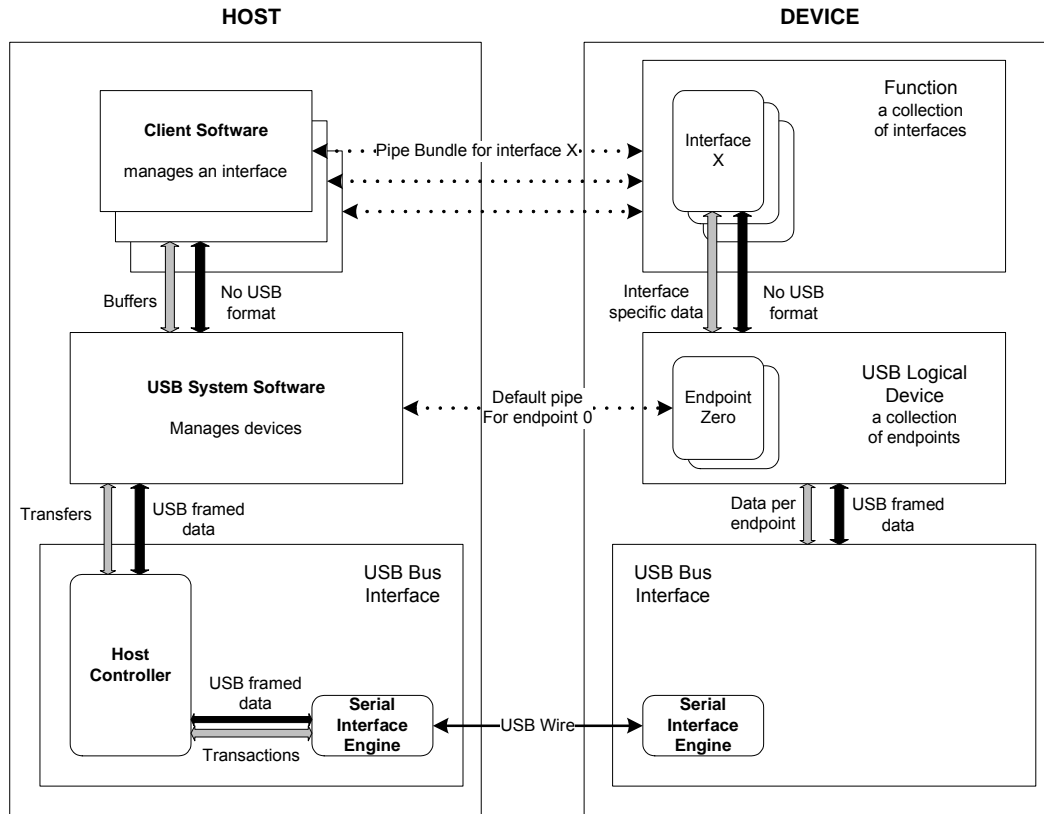 HOST
DEVICE
Client Software
manages an interface
Pipe Bundle for interface X
Interface
X
Function
a collection
of interfaces
Buffers
No USB
format
Interface
specific data
No USB
format
USB System Software
Manages devices
Default pipe
For endpoint 0
Endpoint
Zero
USB Logical
Device
a collection
of endpoints
Transfers
USB framed
data
Data per
endpoint
USB framed
data
USB Bus
Interface
USB Bus
Interface
Host
Controller
USB framed
data
Transactions
Serial
Interface
Engine
USB Wire
Serial
Interface
Engine